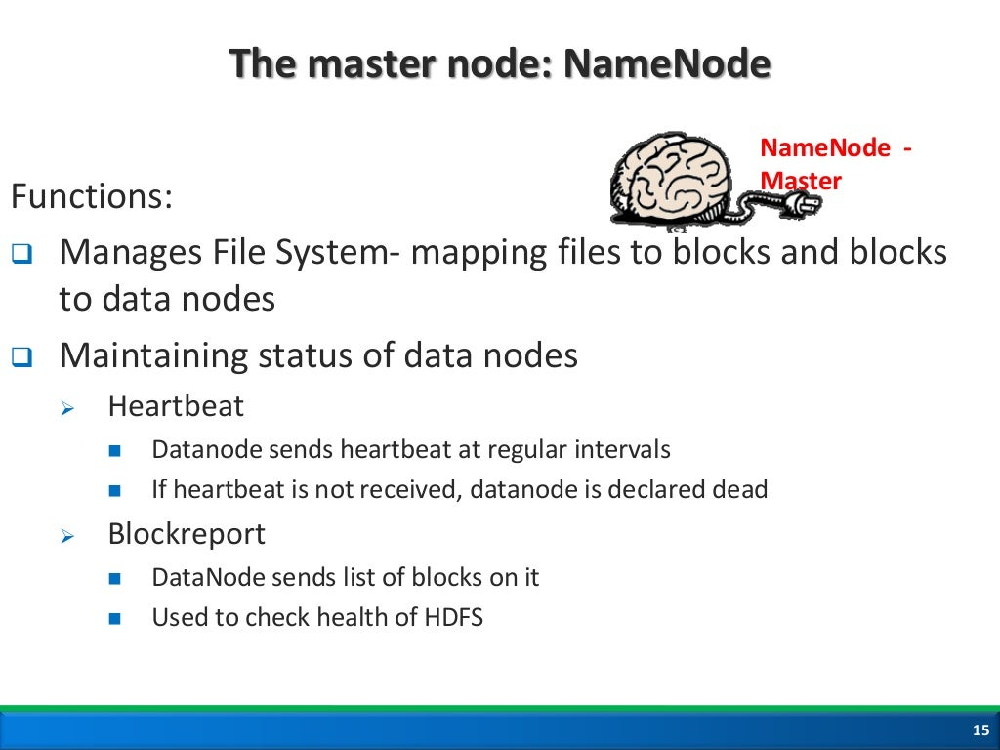 The master node: NameNode
NameNode -
Master
Functions:
Manages File System- mapping files to blocks and blocks
to data nodes
Maintaining status of data nodes
Heartbeat
Datanode sends heartbeat at regular intervals
If heartbeat is not received, datanode is declared dead
Blockreport
DataNode sends list of blocks on it
Used to check health of HDFS
15